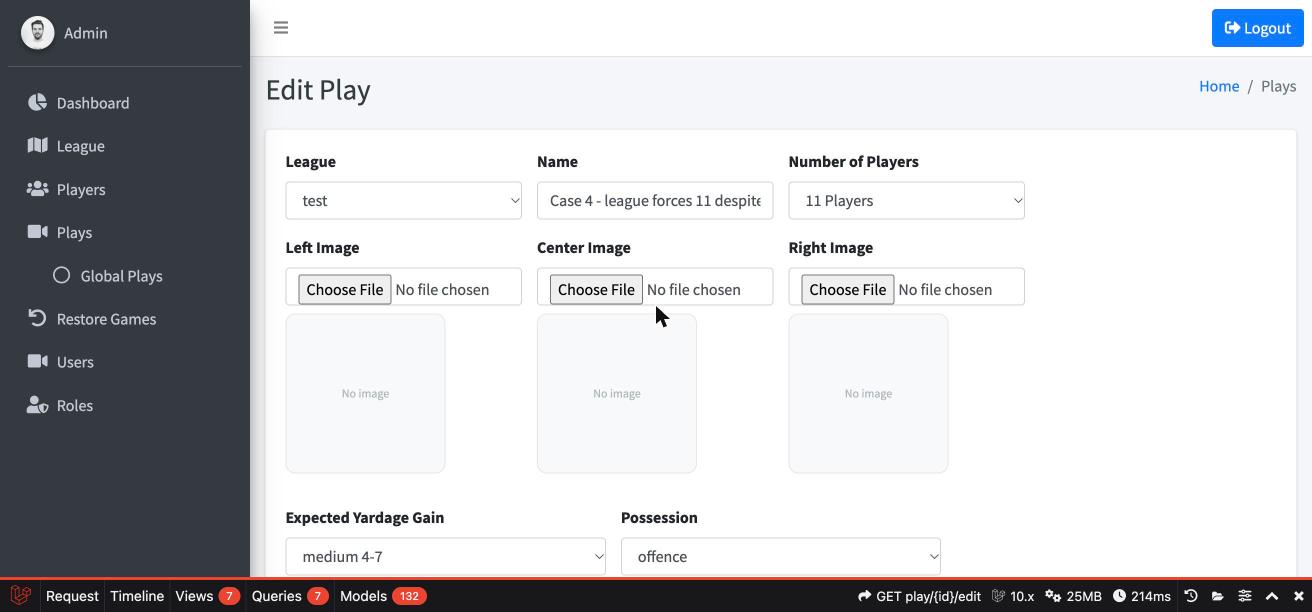 Admin
Logout
Edit Play
Home / Plays
Dashboard
League
Players
Plays
Global Plays
Restore Games
Users
Roles
League Name Number of Players
test Case 4 - league forces 11 despite 11 Players
Left Image Center Image Right Image
Choose File No file chosen Choose File No file chosen Choose File No file chosen
No image No image No image
Expected Yardage Gain Possession
medium 4-7 offence
Request Timeline Views 7 Queries 7 Models 132 GET play/{id}/edit 10.x 25MB 214ms